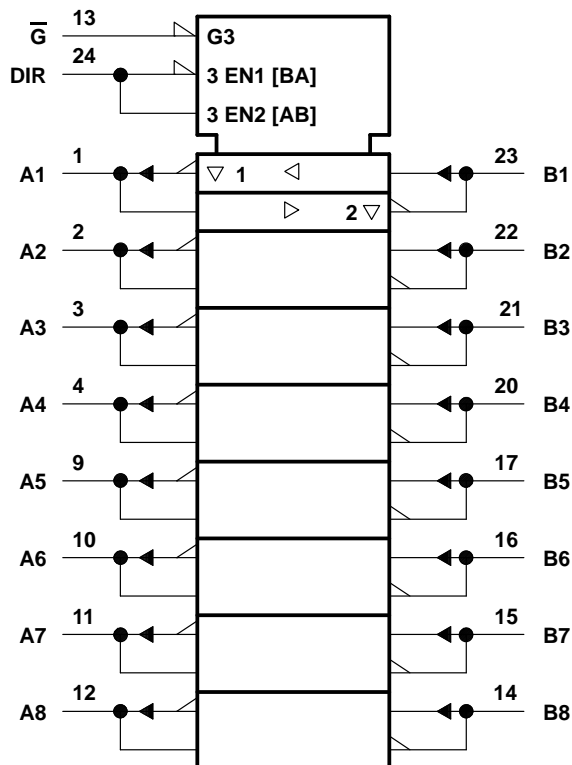 G̅ 13 G3
DIR 24 3 EN1 [BA]
3 EN2 [AB]
A1 1 ▽ 1 ◁ 23 B1
▷ 2 ▽
A2 2 22 B2
A3 3 21 B3
A4 4 20 B4
A5 9 17 B5
A6 10 16 B6
A7 11 15 B7
A8 12 14 B8